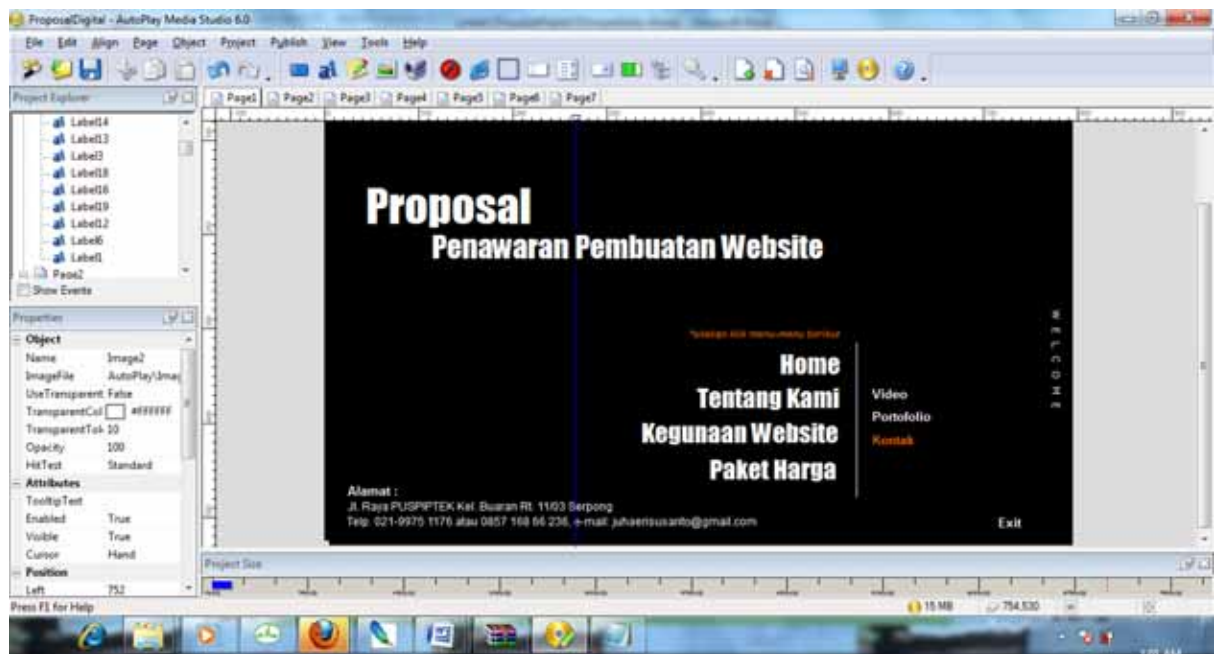 ProposalDigital - AutoPlay Media Studio 6.0
File Edit Align Page Object Project Publish View Tools Help
Project Explorer
Page1 Page2 Page3 Page4 Page5 Page6 Page7
Label14
Label13
Label3
Label18
Label16
Label19
Label12
Label6
Label1
Page2
Show Events
Properties
Object
Name Image2
ImageFile AutoPlay\Imag
UseTransparent False
TransparentCol #FFFFFF
TransparentTol 10
Opacity 100
HitTest Standard
Attributes
TooltipText
Enabled True
Visible True
Cursor Hand
Position
Left 752
Proposal
Penawaran Pembuatan Website
*silakan klik menu-menu berikut
Home
Tentang Kami
Kegunaan Website
Paket Harga
Video
Portofolio
Kontak
WELCOME
Alamat :
Jl. Raya PUSPIPTEK Kel. Buaran Rt. 11/03 Serpong
Telp. 021-9975 1176 atau 0857 168 66 236, e-mail: juhaerisusanto@gmail.com
Exit
Project Size
Press F1 for Help
15 MB
754,530